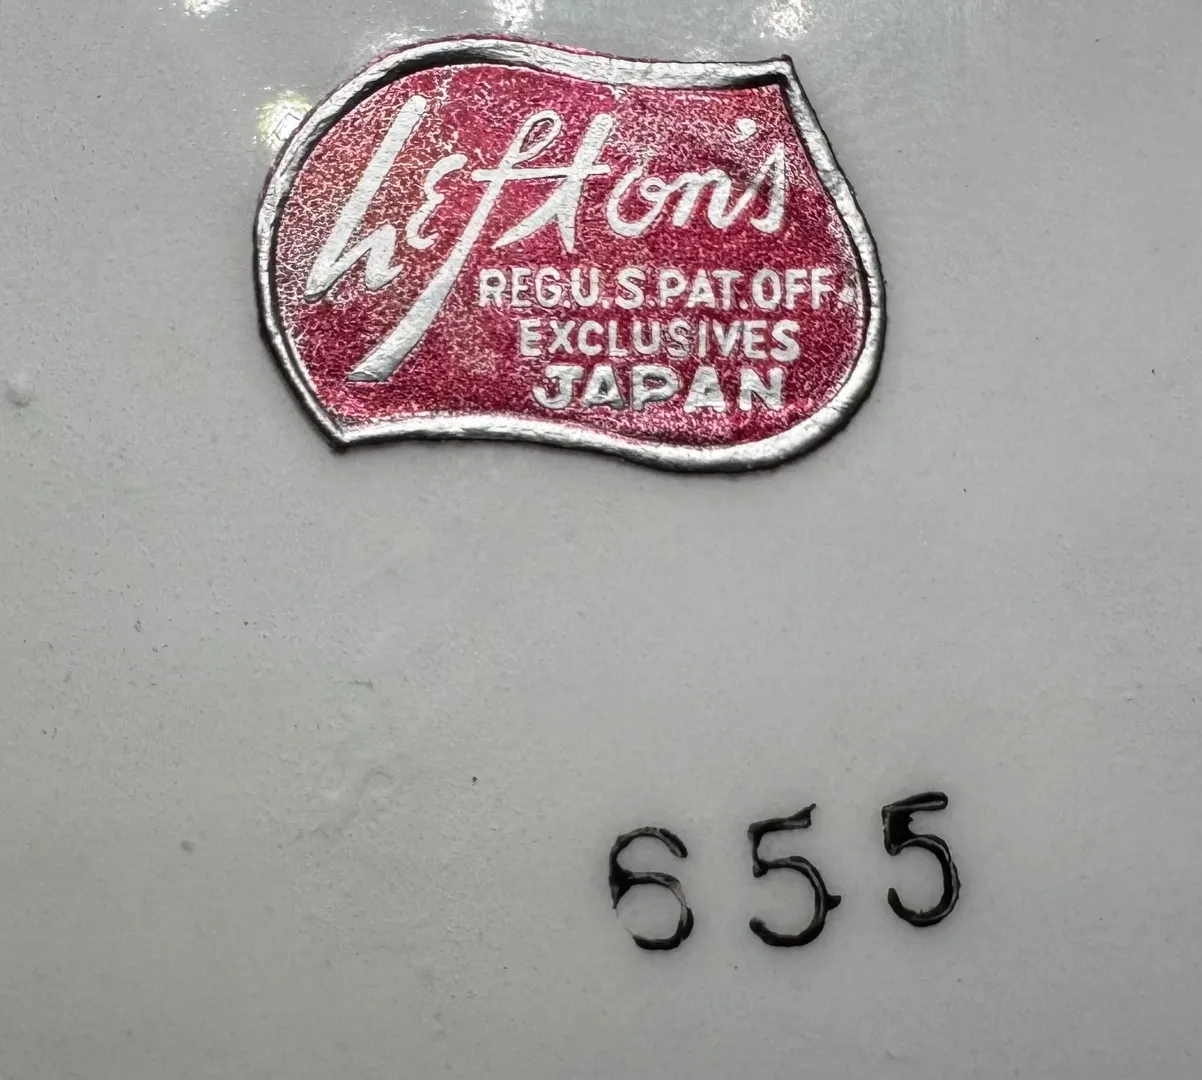 Lefton's
REG.U.S.PAT.OFF.
EXCLUSIVES
JAPAN
655